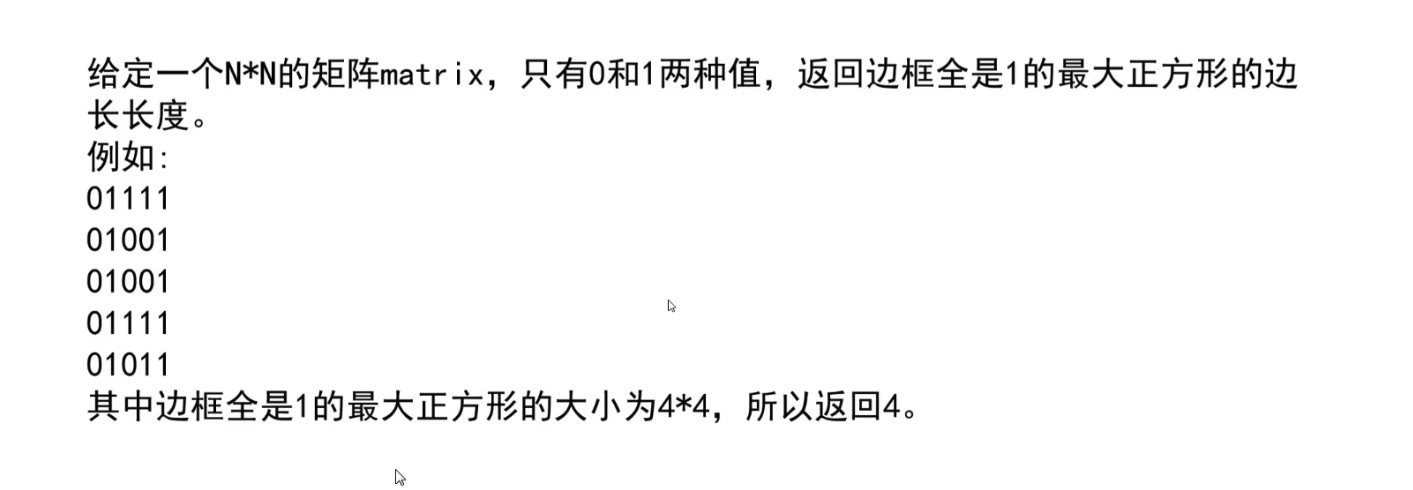 给定一个N*N的矩阵matrix，只有0和1两种值，返回边框全是1的最大正方形的边
长长度。
例如:
01111
01001
01001
01111
01011
其中边框全是1的最大正方形的大小为4*4，所以返回4。